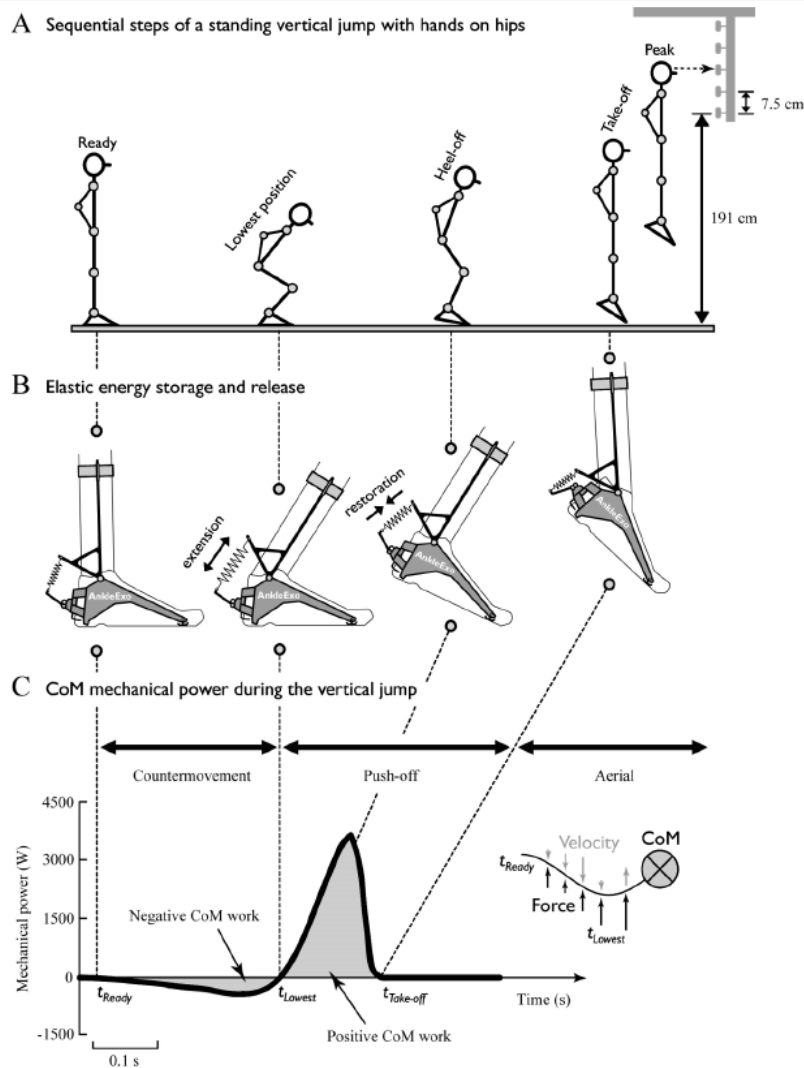 A Sequential steps of a standing vertical jump with hands on hips
Ready
Lowest position
Heel-off
Take-off
Peak
7.5 cm
191 cm
B Elastic energy storage and release
extension
restoration
AnkleExo
AnkleExo
AnkleExo
AnkleExo
C CoM mechanical power during the vertical jump
Countermovement
Push-off
Aerial
Mechanical power (W)
4500
3000
1500
0
-1500
Negative CoM work
Positive CoM work
tReady
tLowest
tTake-off
Time (s)
0.1 s
Velocity
CoM
tReady
Force
tLowest